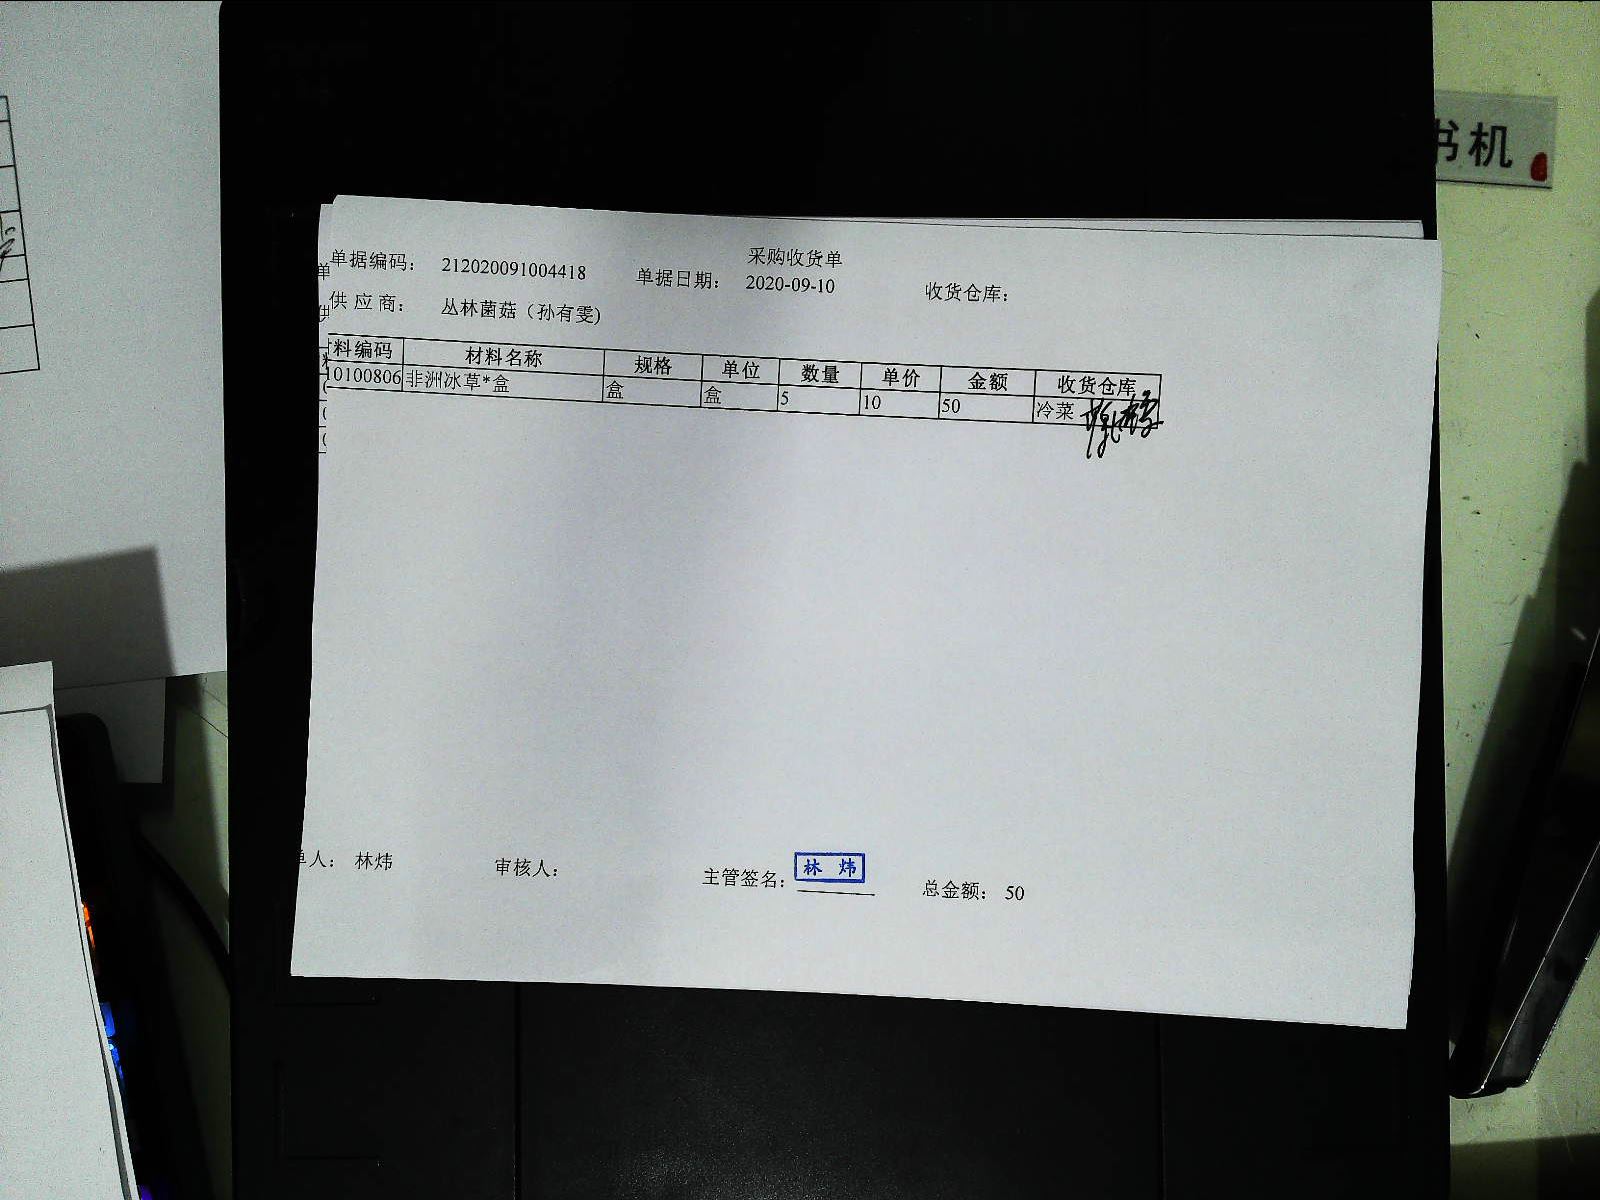 书机
采购收货单
单据编码： 212020091004418 单据日期： 2020-09-10 收货仓库：
供 应 商： 丛林菌菇（孙有雯)
料编码 材料名称 规格 单位 数量 单价 金额 收货仓库
10100806 非洲冰草*盒 盒 盒 5 10 50 冷菜
单人： 林炜 审核人： 主管签名： 林 炜 总金额： 50